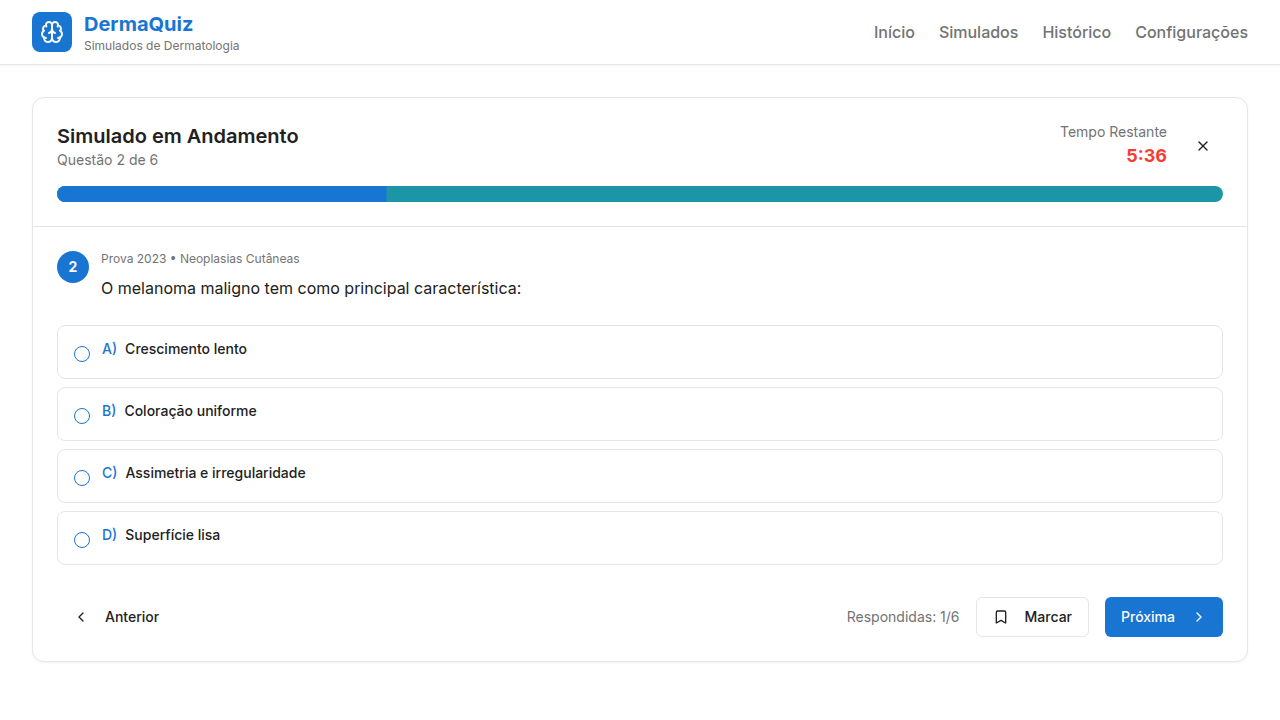 DermaQuiz
Simulados de Dermatologia
Início
Simulados
Histórico
Configurações
Simulado em Andamento
Questão 2 de 6
Tempo Restante
5:36
2
Prova 2023 • Neoplasias Cutâneas
O melanoma maligno tem como principal característica:
A) Crescimento lento
B) Coloração uniforme
C) Assimetria e irregularidade
D) Superfície lisa
Anterior
Respondidas: 1/6
Marcar
Próxima